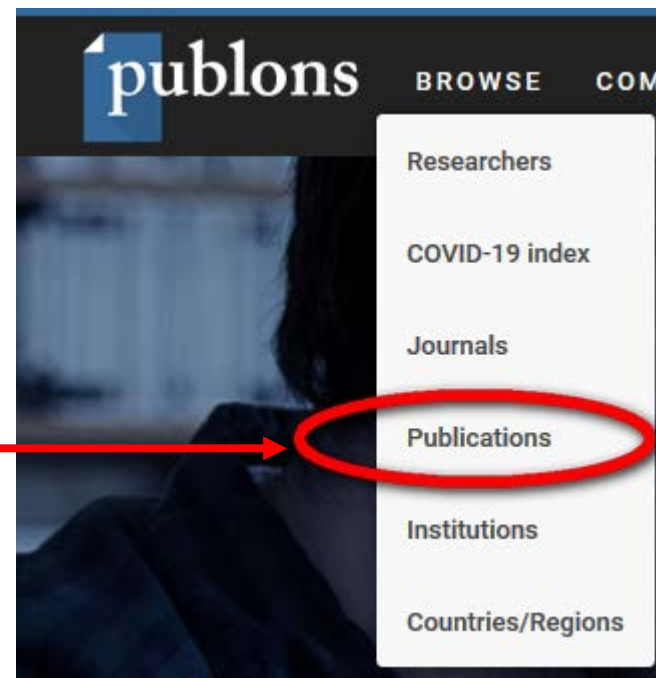 publons BROWSE COM
Researchers
COVID-19 index
Journals
Publications
Institutions
Countries/Regions